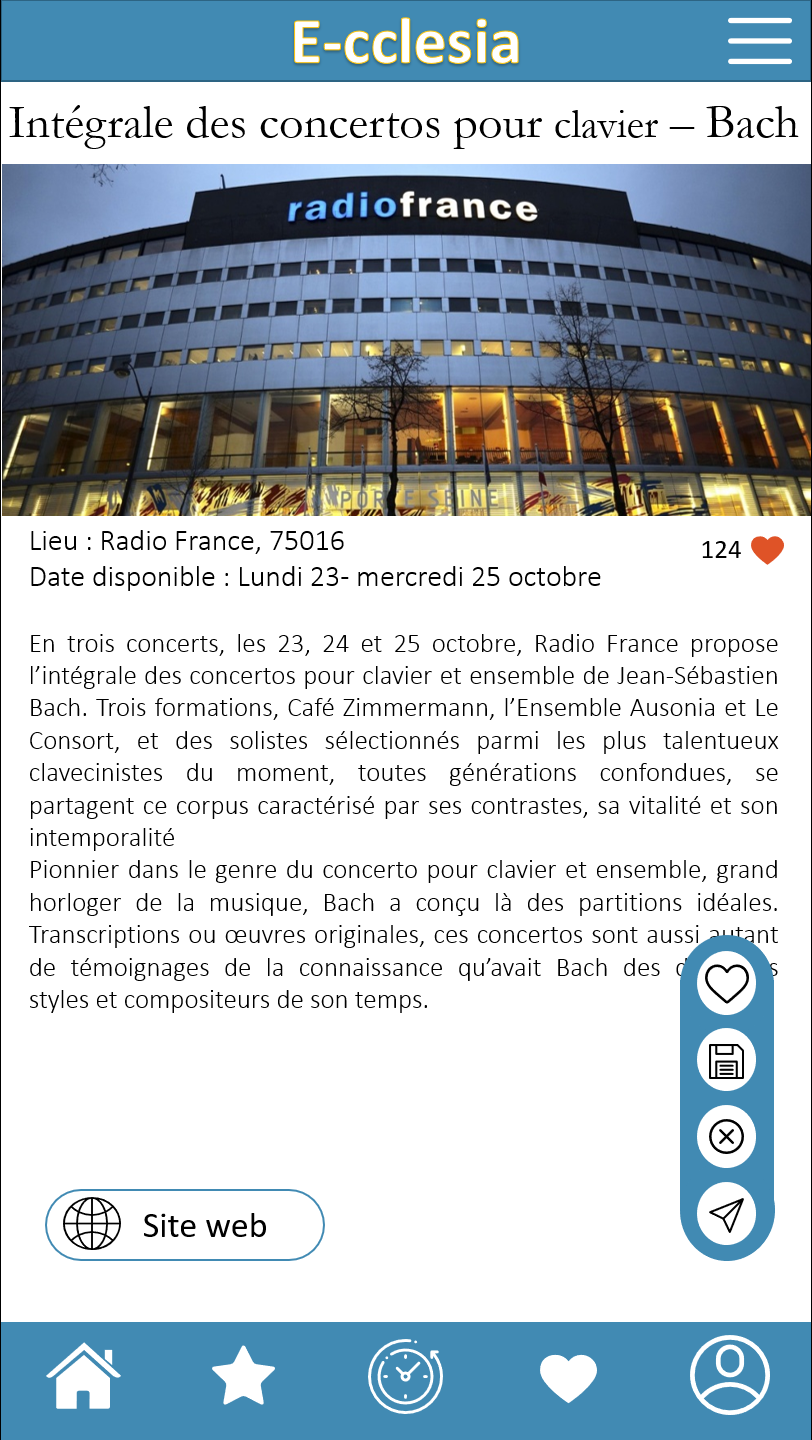 E-cclesia
Intégrale des concertos pour clavier – Bach
radiofrance
PORTE SEINE
Lieu : Radio France, 75016
124
Date disponible : Lundi 23- mercredi 25 octobre
En trois concerts, les 23, 24 et 25 octobre, Radio France propose
l’intégrale des concertos pour clavier et ensemble de Jean-Sébastien
Bach. Trois formations, Café Zimmermann, l’Ensemble Ausonia et Le
Consort, et des solistes sélectionnés parmi les plus talentueux
clavecinistes du moment, toutes générations confondues, se
partagent ce corpus caractérisé par ses contrastes, sa vitalité et son
intemporalité
Pionnier dans le genre du concerto pour clavier et ensemble, grand
horloger de la musique, Bach a conçu là des partitions idéales.
Transcriptions ou œuvres originales, ces concertos sont aussi autant
de témoignages de la connaissance qu’avait Bach des
styles et compositeurs de son temps.
Site web